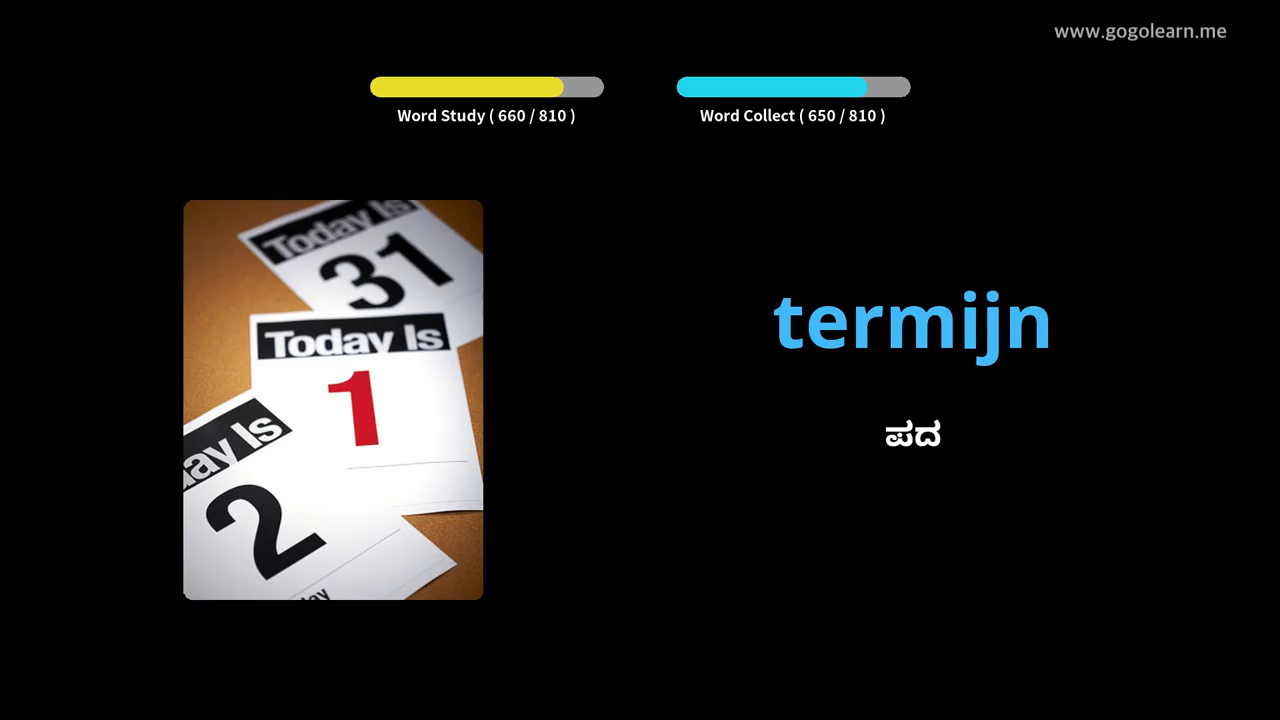 www.gogolearn.me
Word Study ( 660 / 810 )
Word Collect ( 650 / 810 )
Today Is
31
Today Is
1
ay Is
2
termijn
ಪದ